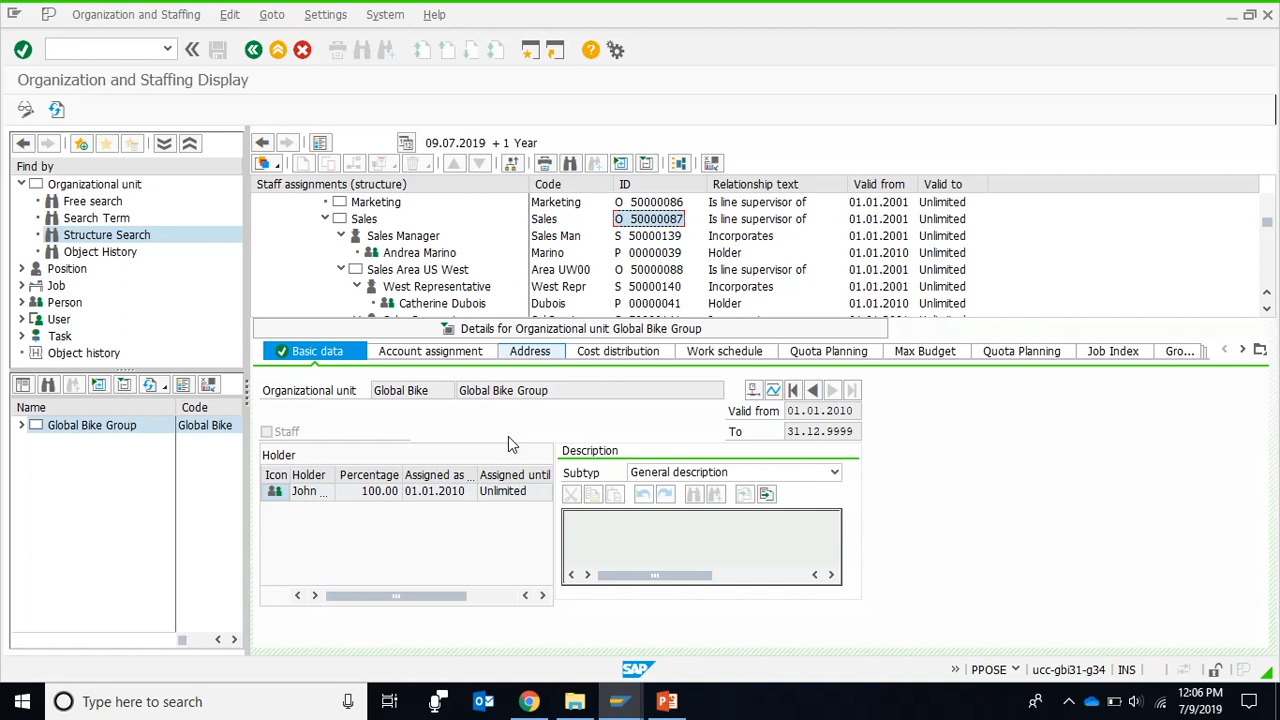 Organization and Staffing Edit Goto Settings System Help
Organization and Staffing Display
09.07.2019 + 1 Year
Find by
Organizational unit
Free search
Search Term
Structure Search
Object History
Position
Job
Person
User
Task
Object history
Staff assignments (structure) Code ID Relationship text Valid from Valid to
Marketing Marketing O 50000086 Is line supervisor of 01.01.2001 Unlimited
Sales Sales O 50000087 Is line supervisor of 01.01.2001 Unlimited
Sales Manager Sales Man S 50000139 Incorporates 01.01.2001 Unlimited
Andrea Marino Marino P 00000039 Holder 01.01.2010 Unlimited
Sales Area US West Area UW00 O 50000088 Is line supervisor of 01.01.2001 Unlimited
West Representative West Repr S 50000140 Incorporates 01.01.2001 Unlimited
Catherine Dubois Dubois P 00000041 Holder 01.01.2010 Unlimited
Details for Organizational unit Global Bike Group
Basic data Account assignment Address Cost distribution Work schedule Quota Planning Max Budget Quota Planning Job Index Gro...
Name Code
Global Bike Group Global Bike
Organizational unit Global Bike Global Bike Group
Valid from 01.01.2010
To 31.12.9999
Staff
Holder
Icon Holder Percentage Assigned as ... Assigned until
John ... 100.00 01.01.2010 Unlimited
Description
Subtyp General description
SAP
PPOSE ucc-gbi31-g34 INS
Type here to search
12:06 PM
7/9/2019